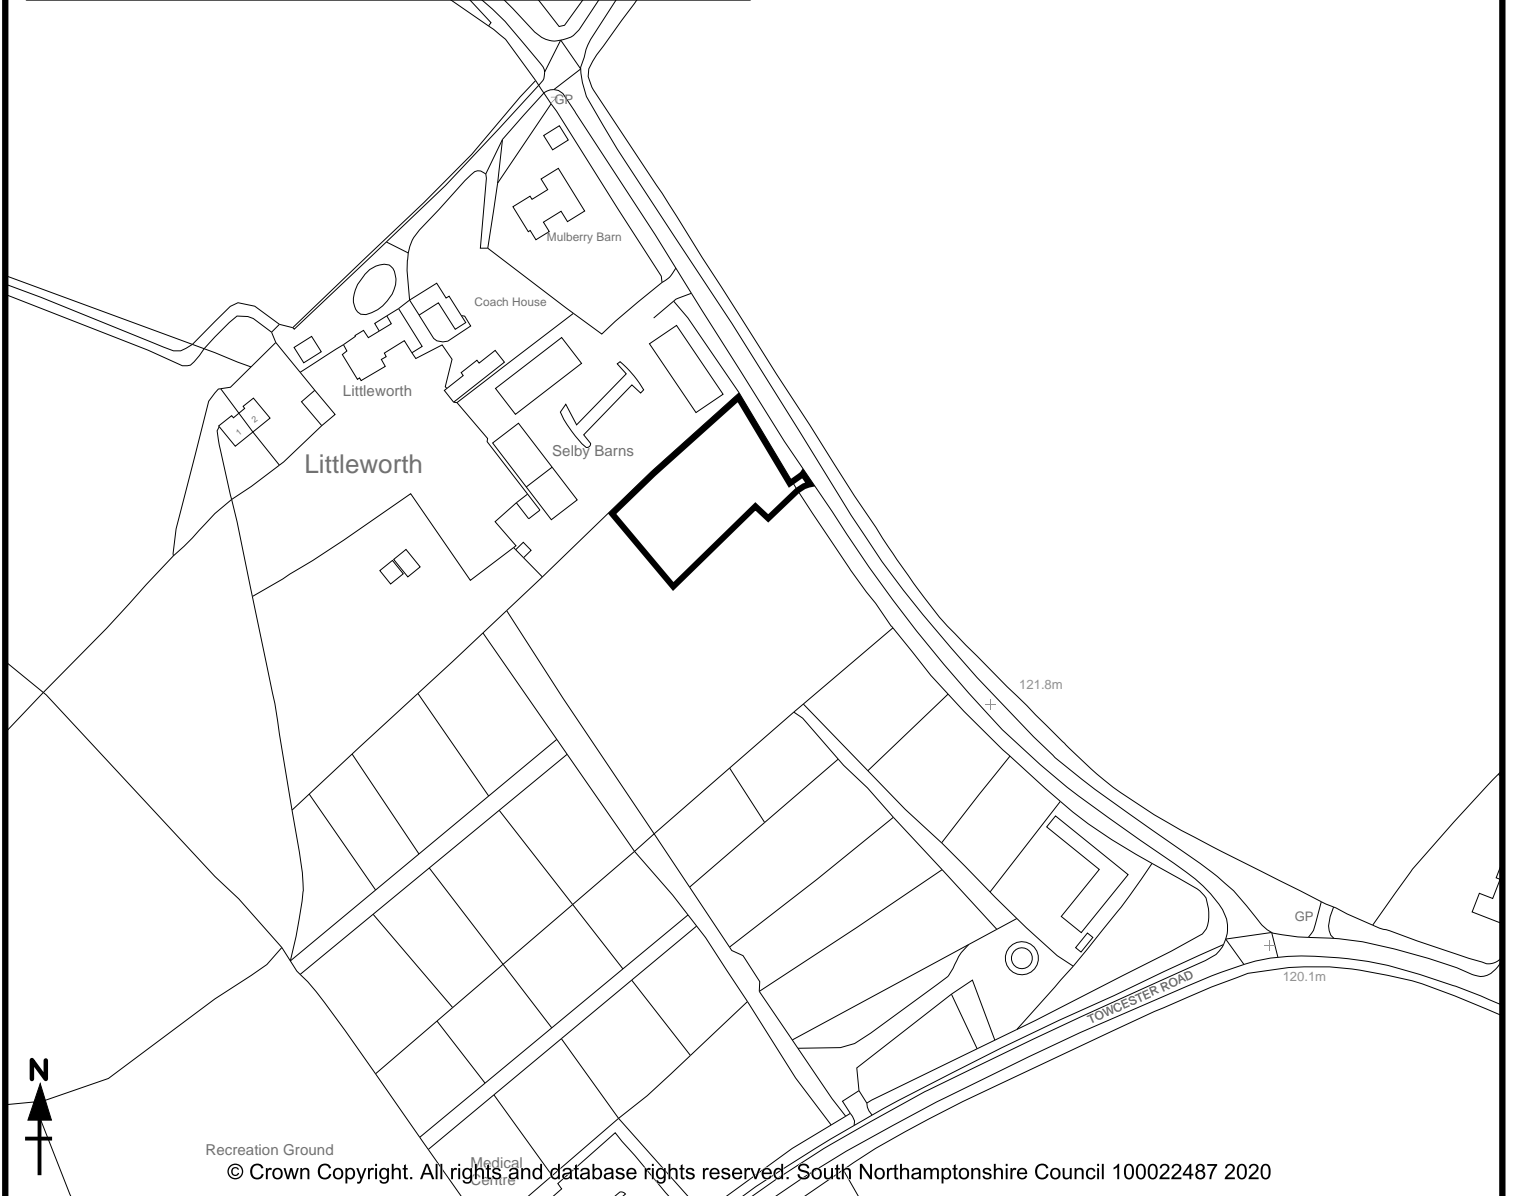 GP
Mulberry Barn
Coach House
Littleworth
1
2
Littleworth
Selby Barns
121.8m
GP
120.1m
TOWCESTER ROAD
N
Recreation Ground
Medical
Centre
© Crown Copyright. All rights and database rights reserved. South Northamptonshire Council 100022487 2020